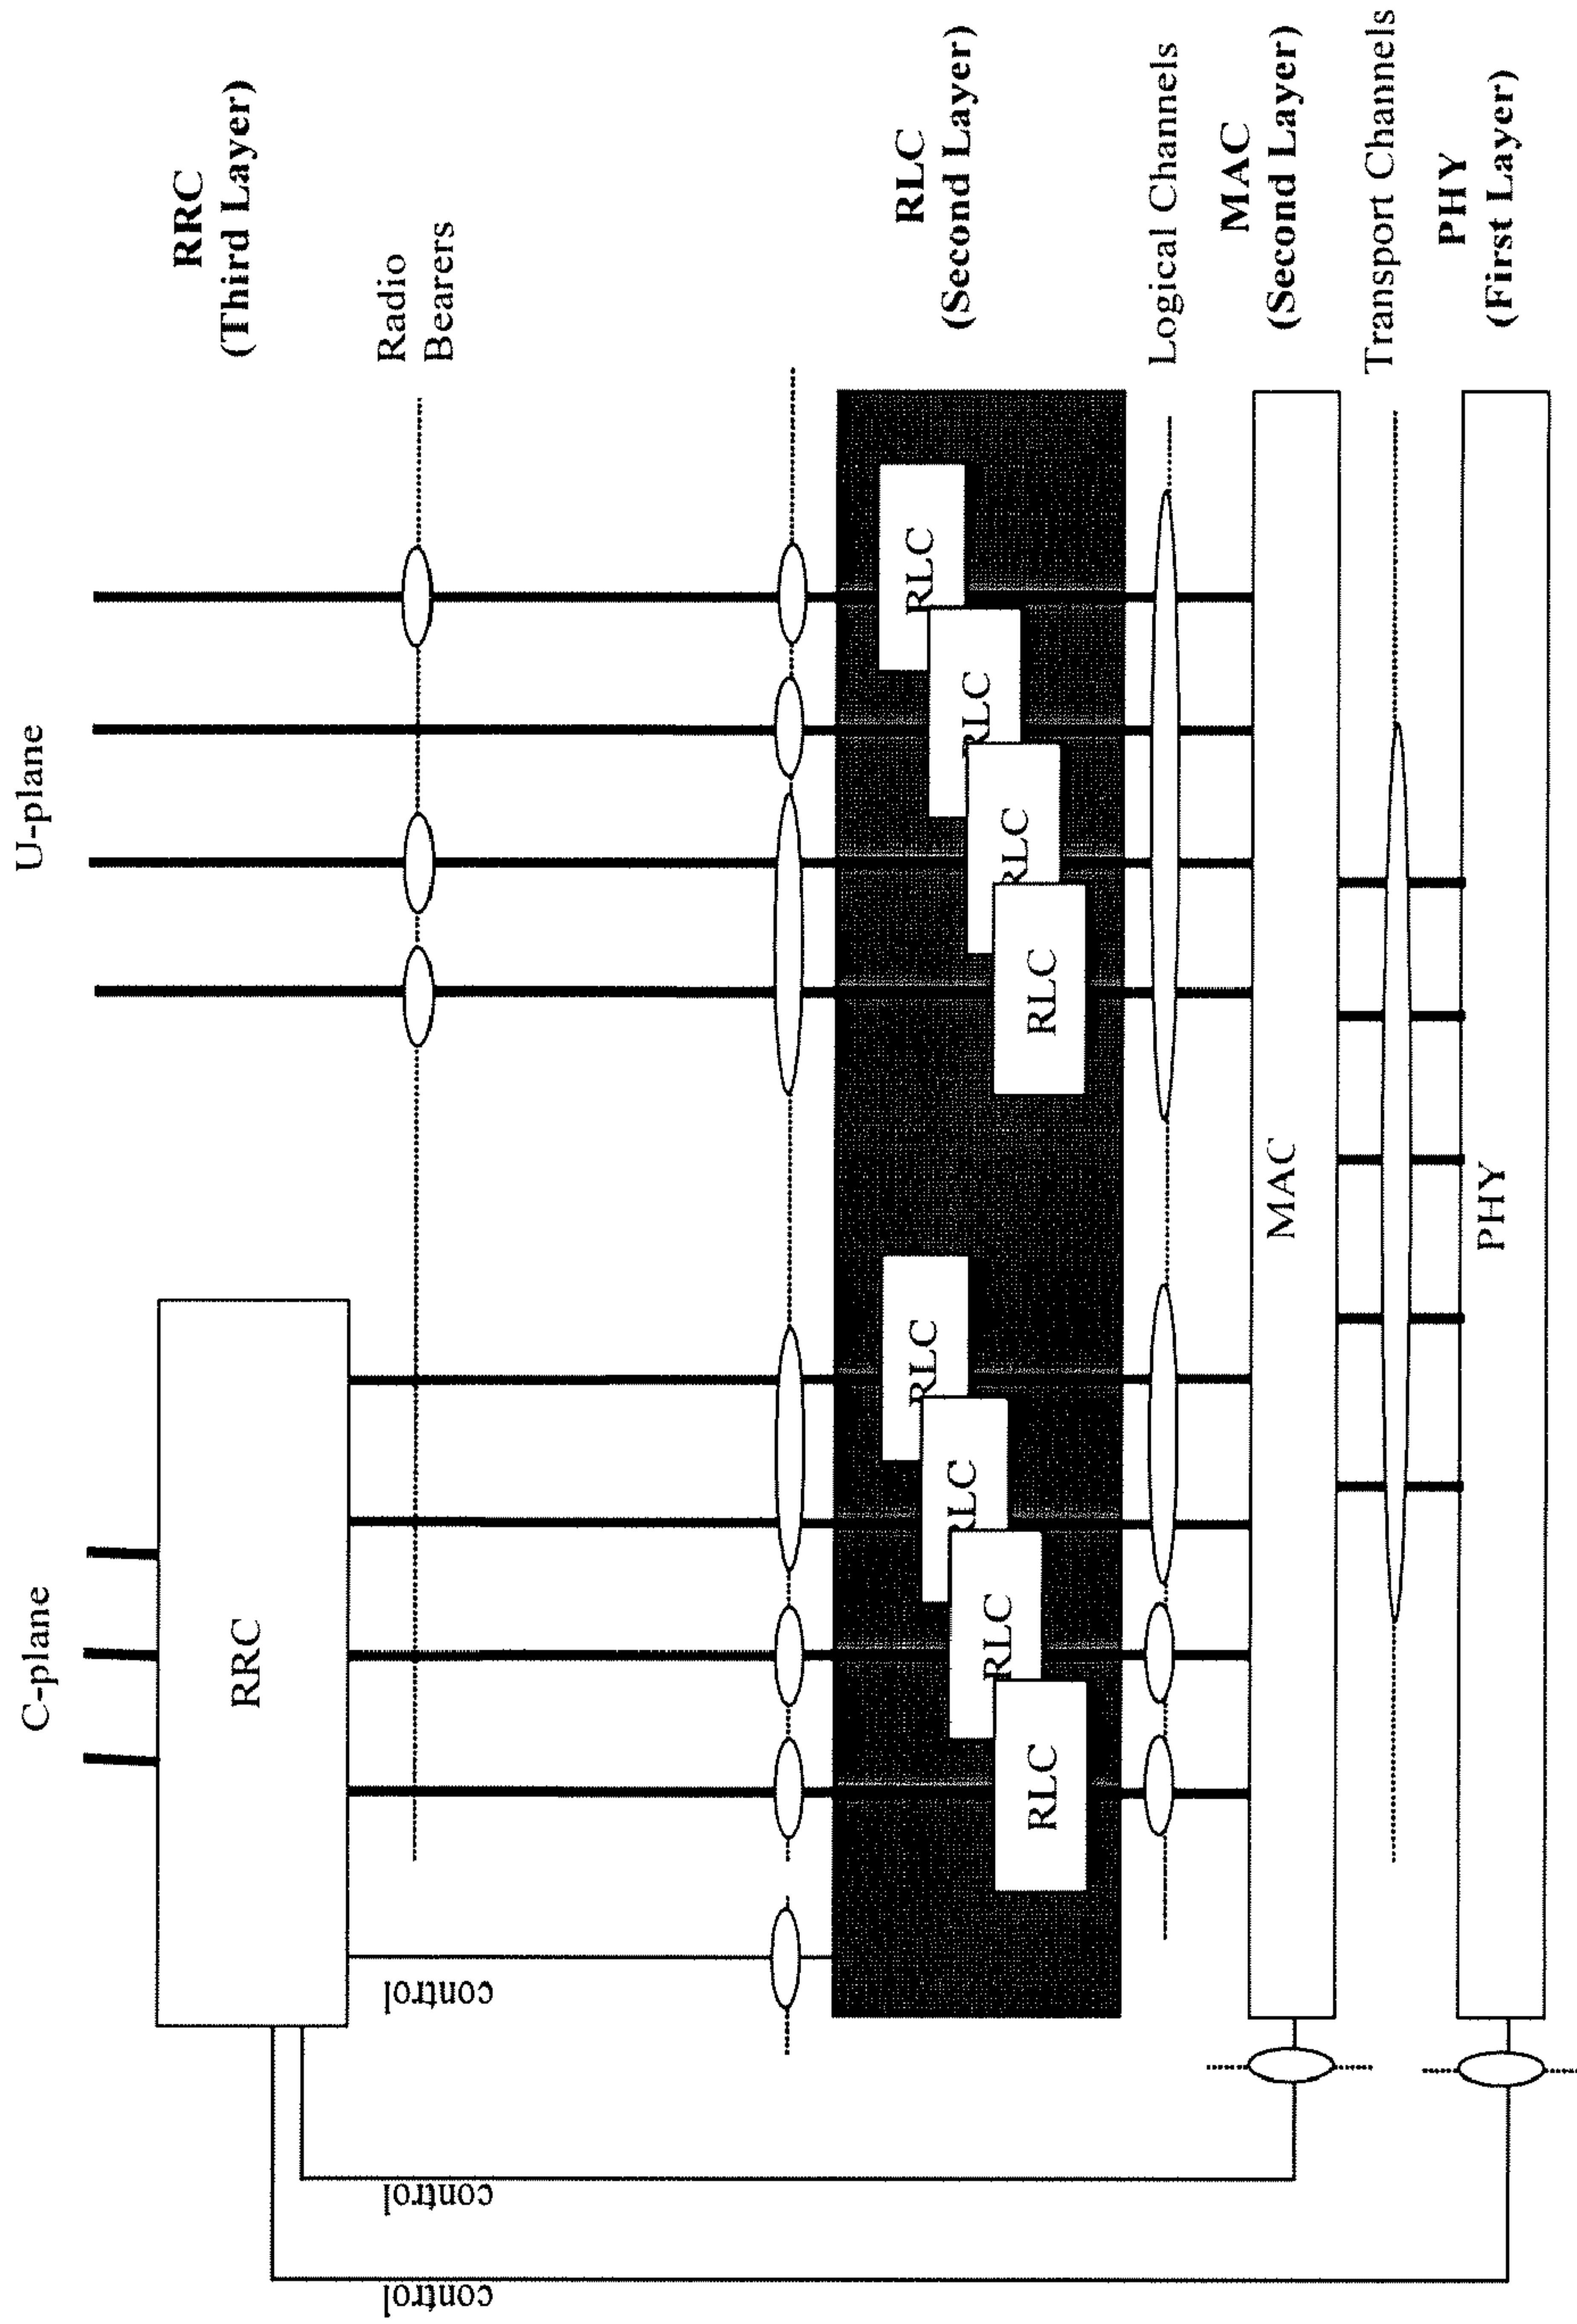 C-plane
U-plane
RRC
(Third Layer)
RRC
Radio
Bearers
control
control
control
RLC
(Second Layer)
RLC
RLC
RLC
RLC
RLC
RLC
RLC
RLC
Logical Channels
MAC
(Second Layer)
MAC
Transport Channels
PHY
(First Layer)
PHY